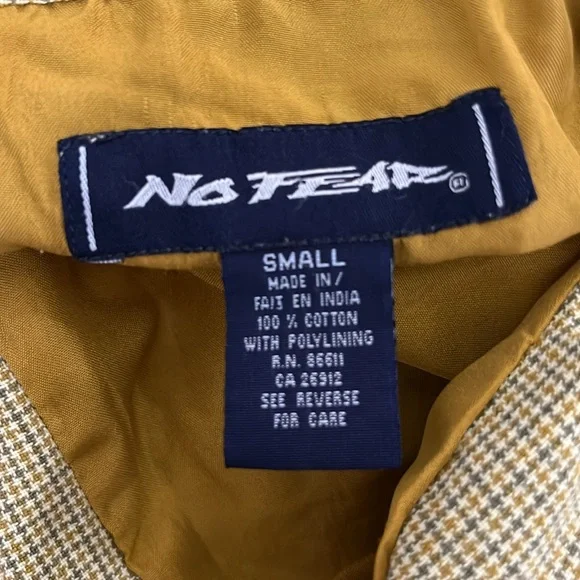 NO FEAR ®
SMALL
MADE IN/
FAIT EN INDIA
100 % COTTON
WITH POLYLINING
R.N. 86611
CA 26912
SEE REVERSE
FOR CARE